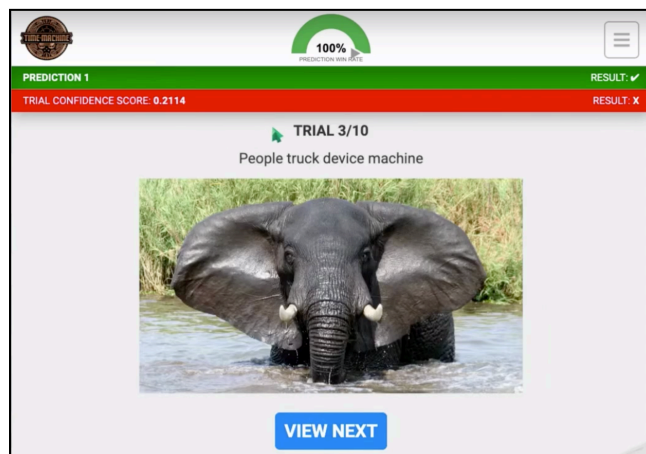 TIME MACHINE
100%
PREDICTION WIN RATE
PREDICTION 1 RESULT: ✔
TRIAL CONFIDENCE SCORE: 0.2114 RESULT: X
TRIAL 3/10
People truck device machine
VIEW NEXT